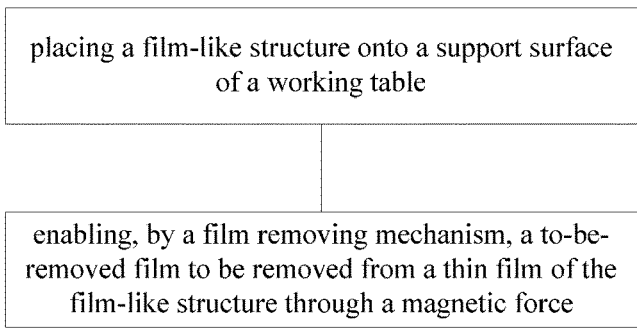 placing a film-like structure onto a support surface
of a working table
enabling, by a film removing mechanism, a to-be-
removed film to be removed from a thin film of the
film-like structure through a magnetic force